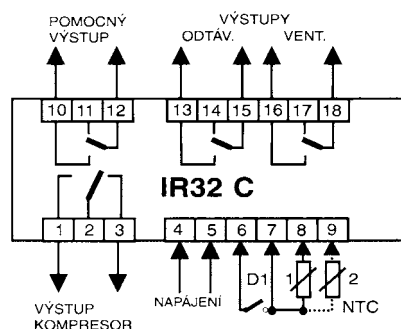 POMOCNÝ
VÝSTUP
VÝSTUPY
ODTÁV. VENT.
10 11 12 13 14 15 16 17 18
IR32 C
1 2 3 4 5 6 7 8 9
D1 1 2
NAPÁJENÍ NTC
VÝSTUP
KOMPRESOR